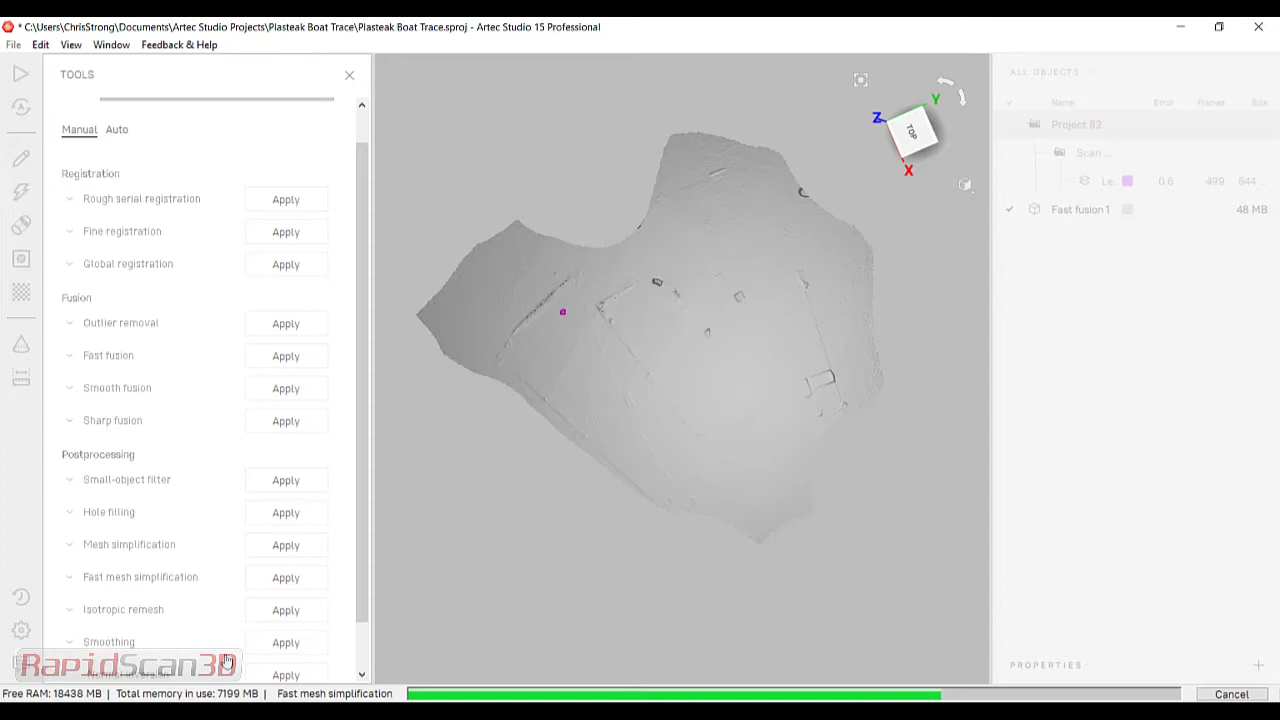 * C:\Users\ChrisStrong\Documents\Artec Studio Projects\Plasteak Boat Trace\Plasteak Boat Trace.sproj - Artec Studio 15 Professional
File Edit View Window Feedback & Help
TOOLS
Manual Auto
Registration
Rough serial registration Apply
Fine registration Apply
Global registration Apply
Fusion
Outlier removal Apply
Fast fusion Apply
Smooth fusion Apply
Sharp fusion Apply
Postprocessing
Small-object filter Apply
Hole filling Apply
Mesh simplification Apply
Fast mesh simplification Apply
Isotropic remesh Apply
Smoothing Apply
Normal inversion Apply
RapidScan3D
Z Y
TOP
X
ALL OBJECTS
Name Error Frames Size
Project 82
Scan ...
Le... 0.6 499 544 ...
Fast fusion 1 48 MB
PROPERTIES
Free RAM: 18438 MB | Total memory in use: 7199 MB | Fast mesh simplification Cancel